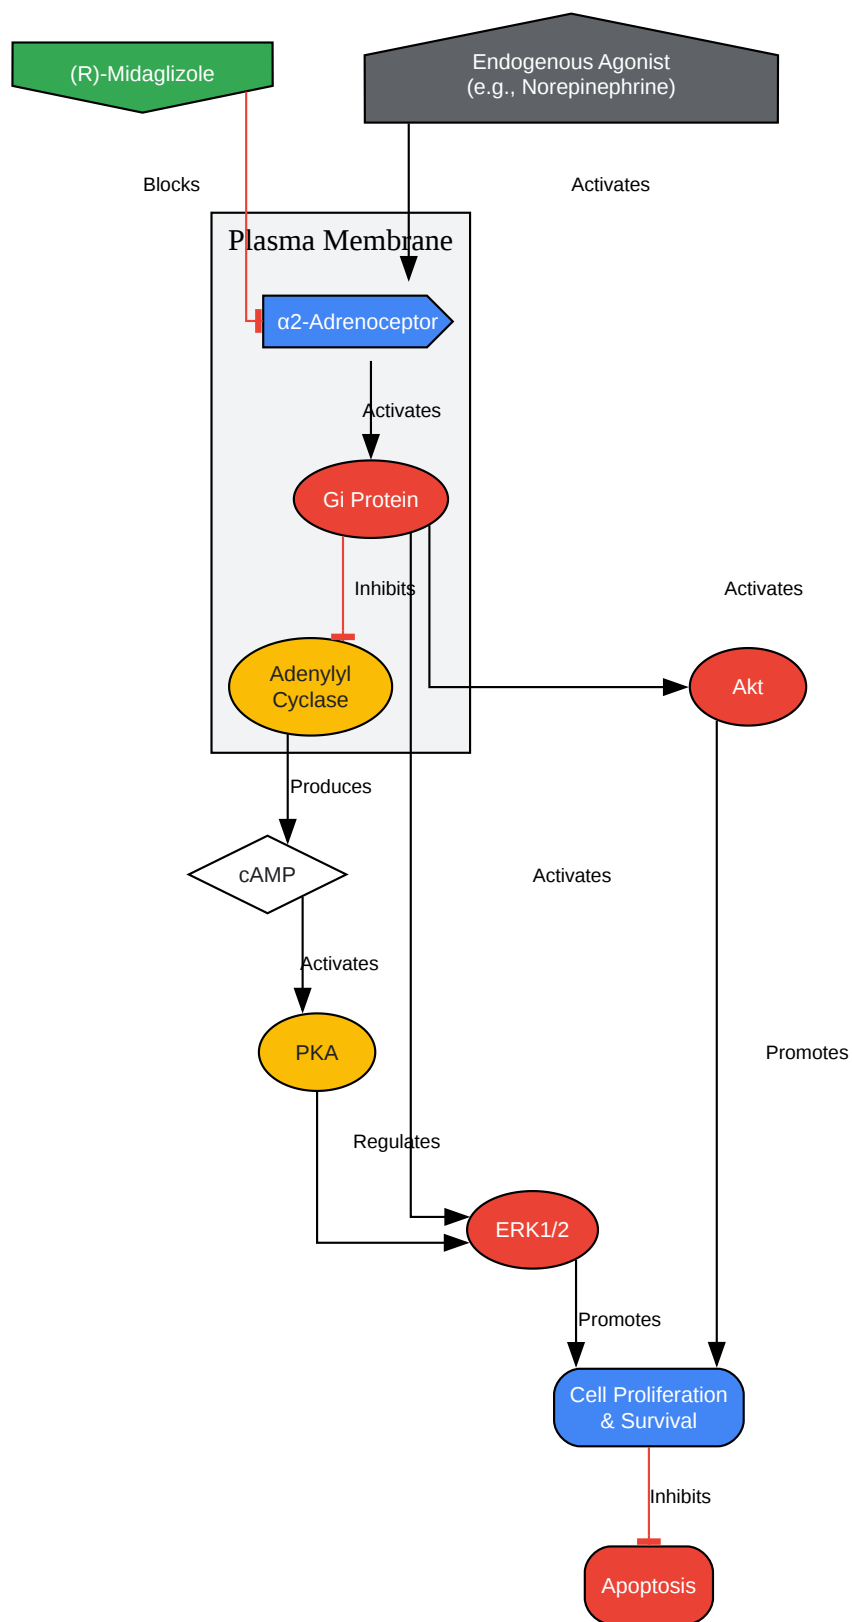 (R)-Midaglizole
Endogenous Agonist
(e.g., Norepinephrine)
Blocks
Activates
Plasma Membrane
α2-Adrenoceptor
Activates
Gi Protein
Inhibits
Activates
Adenylyl
Cyclase
Akt
Produces
cAMP
Activates
Activates
PKA
Promotes
Regulates
ERK1/2
Promotes
Cell Proliferation
& Survival
Inhibits
Apoptosis